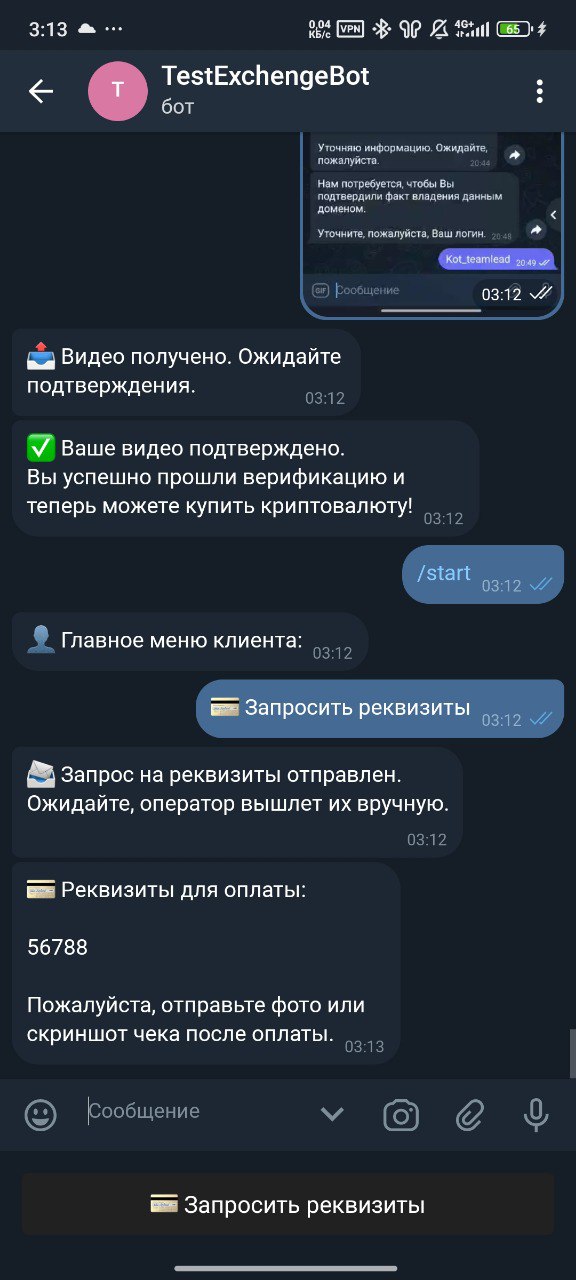 3:13
0,04
КБ/с
VPN
4G+
65
T
TestExchengeBot
бот
Уточняю информацию. Ожидайте,
пожалуйста.
20:44
Нам потребуется, чтобы Вы
подтвердили факт владения данным
доменом.
Уточните, пожалуйста, Ваш логин.
20:48
Kot_teamlead
20:49
GIF
Сообщение
03:12
Видео получено. Ожидайте
подтверждения.
03:12
Ваше видео подтверждено.
Вы успешно прошли верификацию и
теперь можете купить криптовалюту!
03:12
/start
03:12
Главное меню клиента:
03:12
Запросить реквизиты
03:12
Запрос на реквизиты отправлен.
Ожидайте, оператор вышлет их вручную.
03:12
Реквизиты для оплаты:
56788
Пожалуйста, отправьте фото или
скриншот чека после оплаты.
03:13
Сообщение
Запросить реквизиты